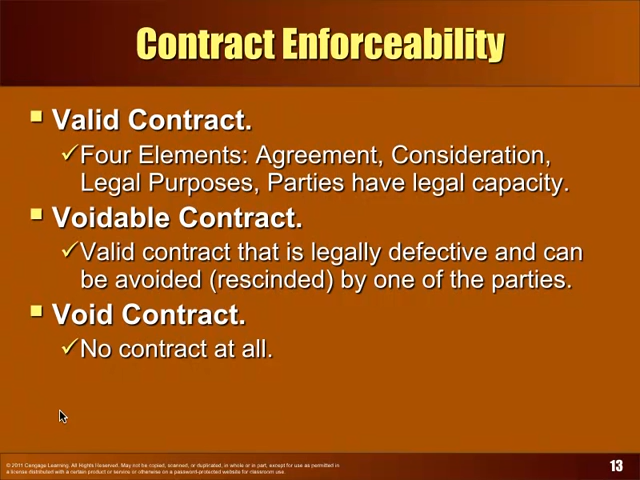 Contract Enforceability
Valid Contract.
Four Elements: Agreement, Consideration,
Legal Purposes, Parties have legal capacity.
Voidable Contract.
Valid contract that is legally defective and can
be avoided (rescinded) by one of the parties.
Void Contract.
No contract at all.
© 2011 Cengage Learning. All Rights Reserved. May not be copied, scanned, or duplicated, in whole or in part, except for use as permitted in
a license distributed with a certain product or service or otherwise on a password-protected website for classroom use.
13